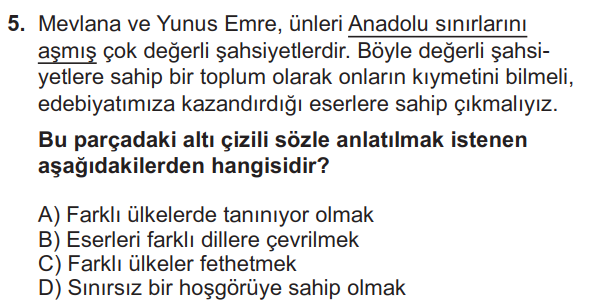 5. Mevlana ve Yunus Emre, ünleri Anadolu sınırlarını
aşmış çok değerli şahsiyetlerdir. Böyle değerli şahsi-
yetlere sahip bir toplum olarak onların kıymetini bilmeli,
edebiyatımıza kazandırdığı eserlere sahip çıkmalıyız.
Bu parçadaki altı çizili sözle anlatılmak istenen
aşağıdakilerden hangisidir?
A) Farklı ülkelerde tanınıyor olmak
B) Eserleri farklı dillere çevrilmek
C) Farklı ülkeler fethetmek
D) Sınırsız bir hoşgörüye sahip olmak